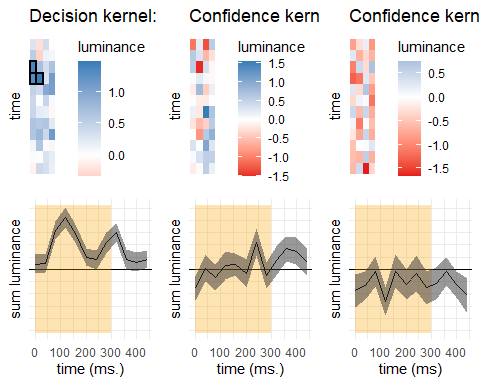 Decision kernel:
Confidence kern
Confidence kern
luminance
1.0
0.5
0.0
time
luminance
1.5
1.0
0.5
0.0
-0.5
-1.0
-1.5
time
luminance
0.5
0.0
-0.5
-1.0
-1.5
time
sum luminance
0 100 200 300 400
time (ms.)
sum luminance
0 100 200 300 400
time (ms.)
sum luminance
0 100 200 300 400
time (ms.)